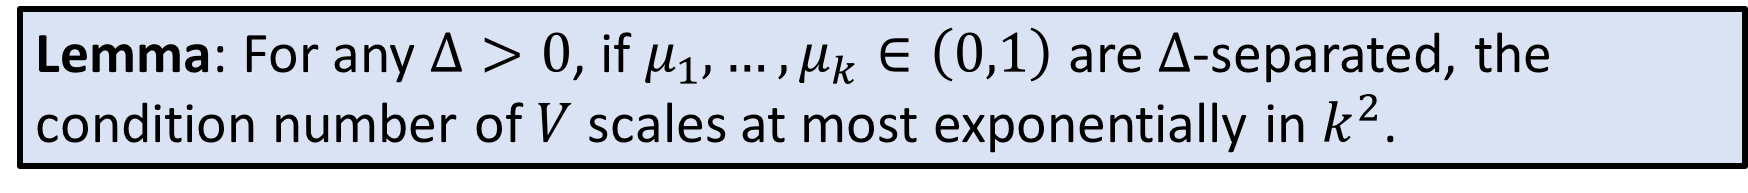 Lemma: For any Δ > 0, if μ₁, … , μₖ ∈ (0,1) are Δ-separated, the
condition number of V scales at most exponentially in k².